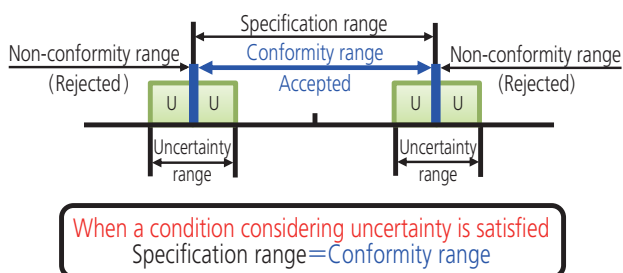 Specification range
Non-conformity range
Conformity range
Non-conformity range
(Rejected)
Accepted
(Rejected)
U U
U U
Uncertainty
range
Uncertainty
range
When a condition considering uncertainty is satisfied
Specification range=Conformity range